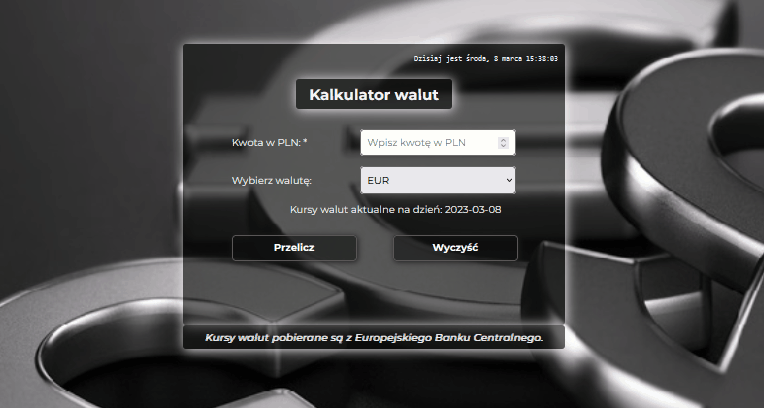 Dzisiaj jest środa, 8 marca 15:38:03
Kalkulator walut
Kwota w PLN: * Wpisz kwotę w PLN
Wybierz walutę: EUR
Kursy walut aktualne na dzień: 2023-03-08
Przelicz Wyczyść
Kursy walut pobierane są z Europejskiego Banku Centralnego.